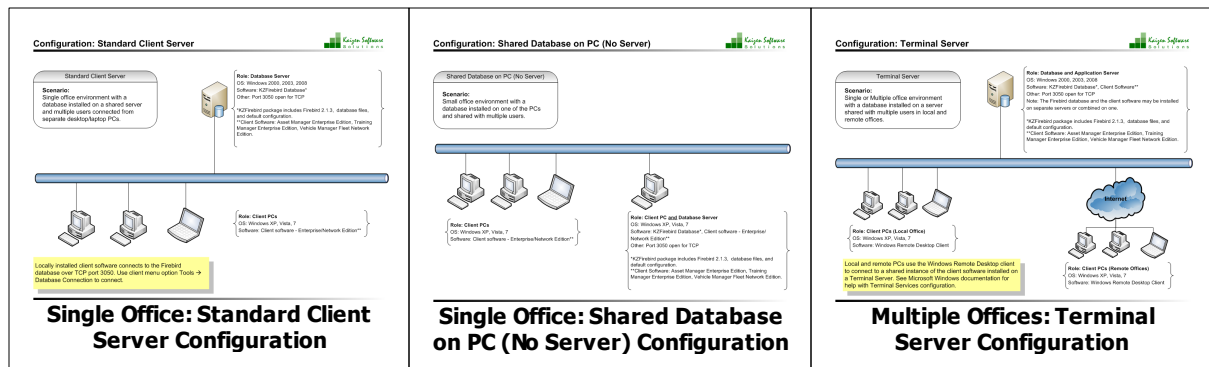 Configuration: Standard Client Server
Kaizen Software
Solutions
Standard Client Server
Scenario:
Single office environment with a
database installed on a shared server
and multiple users connected from
separate desktop/laptop PCs.
Role: Database Server
OS: Windows 2000, 2003, 2008
Software: KZFirebird Database*
Other: Port 3050 open for TCP
*KZFirebird package includes Firebird 2.1.3, database files,
and default configuration.
**Client Software: Asset Manager Enterprise Edition, Training
Manager Enterprise Edition, Vehicle Manager Fleet Network
Edition.
Role: Client PCs
OS: Windows XP, Vista, 7
Software: Client software - Enterprise/Network Edition**
Locally installed client software connects to the Firebird
database over TCP port 3050. Use client menu option Tools →
Database Connection to connect.
Single Office: Standard Client
Server Configuration
Configuration: Shared Database on PC (No Server)
Kaizen Software
Solutions
Shared Database on PC (No Server)
Scenario:
Small office environment with a
database installed on one of the PCs
and shared with multiple users.
Role: Client PCs
OS: Windows XP, Vista, 7
Software: Client software - Enterprise/Network Edition**
Role: Client PC and Database Server
OS: Windows XP, Vista, 7
Software: KZFirebird Database*, Client software - Enterprise/
Network Edition**
Other: Port 3050 open for TCP
*KZFirebird package includes Firebird 2.1.3, database files, and
default configuration.
**Client Software: Asset Manager Enterprise Edition, Training
Manager Enterprise Edition, Vehicle Manager Fleet Network Edition.
Single Office: Shared Database
on PC (No Server) Configuration
Configuration: Terminal Server
Kaizen Software
Solutions
Terminal Server
Scenario:
Single or Multiple office environment
with a database installed on a server
shared with multiple users in local and
remote offices.
Role: Database and Application Server
OS: Windows 2000, 2003, 2008
Software: KZFirebird Database*, Client Software**
Other: Port 3050 open for TCP
Note: The Firebird database and the client software may be installed
on separate servers or combined on one.
*KZFirebird package includes Firebird 2.1.3, database files, and
default configuration.
**Client Software: Asset Manager Enterprise Edition, Training
Manager Enterprise Edition, Vehicle Manager Fleet Network Edition.
Internet
Role: Client PCs (Local Office)
OS: Windows XP, Vista, 7
Software: Windows Remote Desktop Client
Local and remote PCs use the Windows Remote Desktop client
to connect to a shared instance of the client software installed on
a Terminal Server. See Microsoft Windows documentation for
help with Terminal Services configuration.
Role: Client PCs (Remote Offices)
OS: Windows XP, Vista, 7
Software: Windows Remote Desktop Client
Multiple Offices: Terminal
Server Configuration